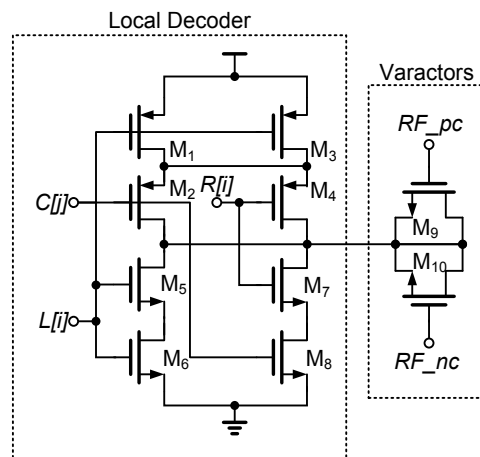 Local Decoder
Varactors
M1
M3
RF_pc
M2
R[i]
M4
C[j]
M9
M10
M5
M7
L[i]
M6
M8
RF_nc